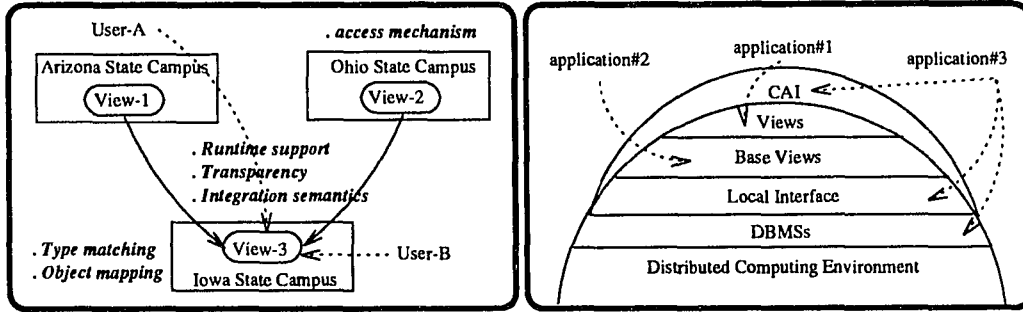 User-A
. access mechanism
Arizona State Campus
Ohio State Campus
View-1
View-2
. Runtime support
. Transparency
. Integration semantics
. Type matching
. Object mapping
View-3
User-B
Iowa State Campus
application#1
application#2
application#3
CAI
Views
Base Views
Local Interface
DBMSs
Distributed Computing Environment